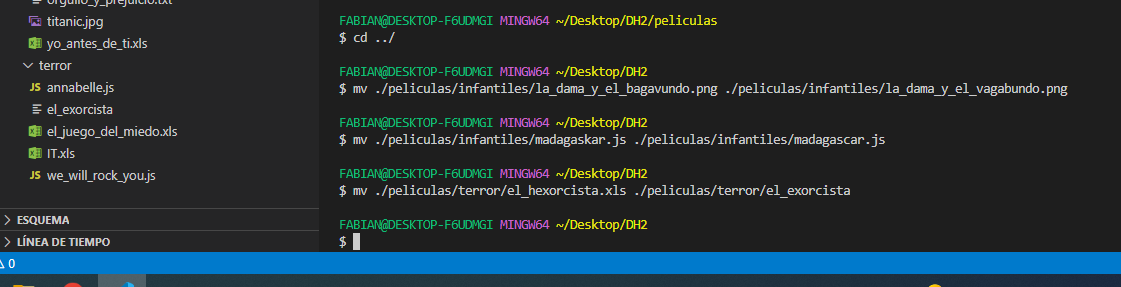 orgullo_y_prejuicio.txt
titanic.jpg
yo_antes_de_ti.xls
terror
JS annabelle.js
el_exorcista
el_juego_del_miedo.xls
IT.xls
JS we_will_rock_you.js
ESQUEMA
LÍNEA DE TIEMPO
0
FABIAN@DESKTOP-F6UDMGI MINGW64 ~/Desktop/DH2/peliculas
$ cd ../
FABIAN@DESKTOP-F6UDMGI MINGW64 ~/Desktop/DH2
$ mv ./peliculas/infantiles/la_dama_y_el_bagavundo.png ./peliculas/infantiles/la_dama_y_el_vagabundo.png
FABIAN@DESKTOP-F6UDMGI MINGW64 ~/Desktop/DH2
$ mv ./peliculas/infantiles/madagaskar.js ./peliculas/infantiles/madagascar.js
FABIAN@DESKTOP-F6UDMGI MINGW64 ~/Desktop/DH2
$ mv ./peliculas/terror/el_hexorcista.xls ./peliculas/terror/el_exorcista
FABIAN@DESKTOP-F6UDMGI MINGW64 ~/Desktop/DH2
$